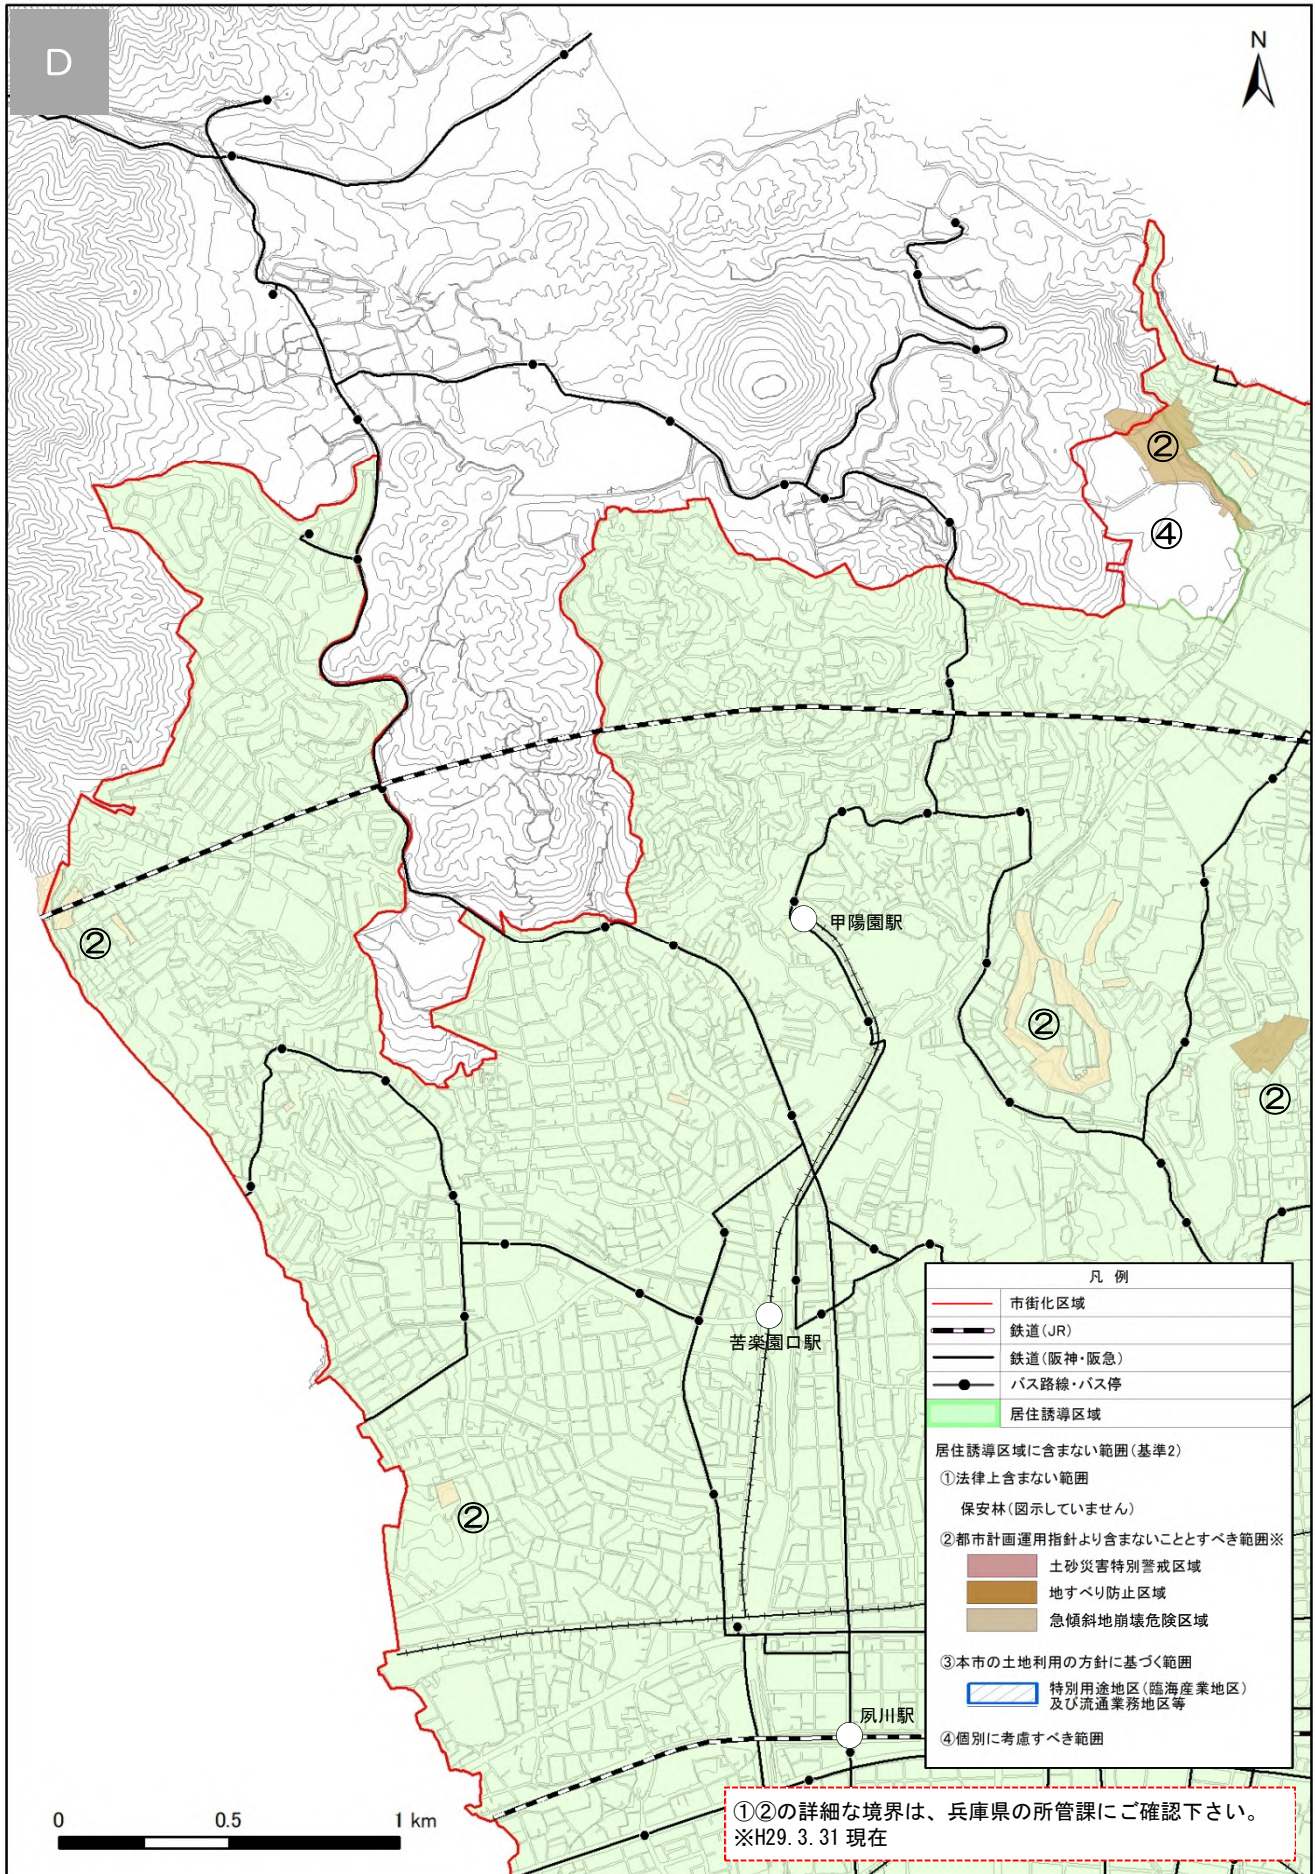 D
N
②
④
甲陽園駅
②
②
②
苦楽園口駅
②
夙川駅
凡 例
市街化区域
鉄道(JR)
鉄道(阪神・阪急)
バス路線・バス停
居住誘導区域
居住誘導区域に含まない範囲(基準2)
①法律上含まない範囲
保安林(図示していません)
②都市計画運用指針より含まないこととすべき範囲※
土砂災害特別警戒区域
地すべり防止区域
急傾斜地崩壊危険区域
③本市の土地利用の方針に基づく範囲
特別用途地区(臨海産業地区)
及び流通業務地区等
④個別に考慮すべき範囲
①②の詳細な境界は、兵庫県の所管課にご確認下さい。
※H29.3.31 現在
0 0.5 1 km